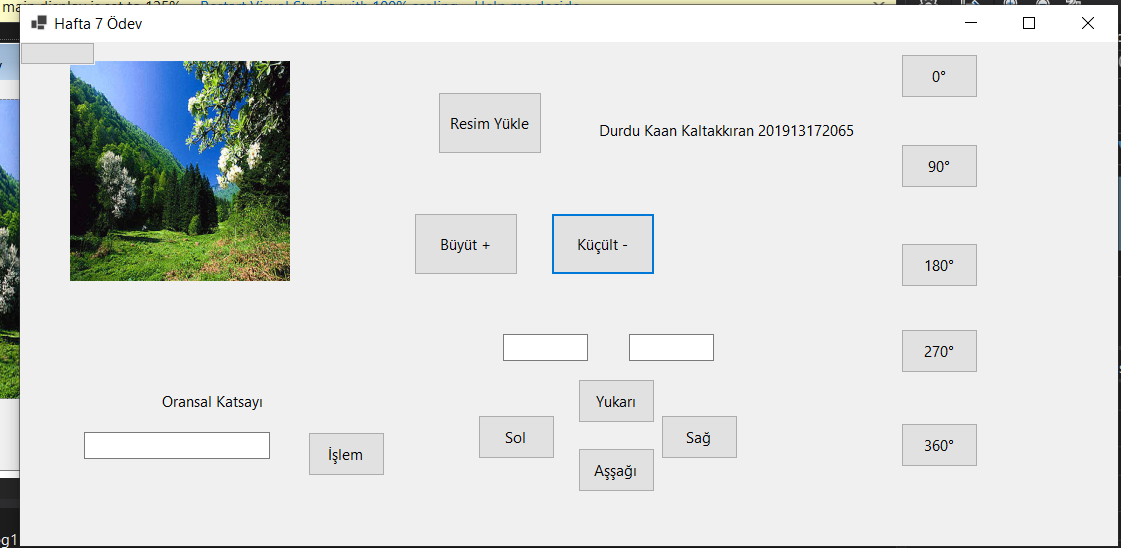 Hafta 7 Ödev
Resim Yükle
Durdu Kaan Kaltakkıran 201913172065
0°
90°
Büyüt +
Küçült -
180°
270°
Oransal Katsayı
İşlem
Yukarı
Sol
Sağ
Aşşağı
360°